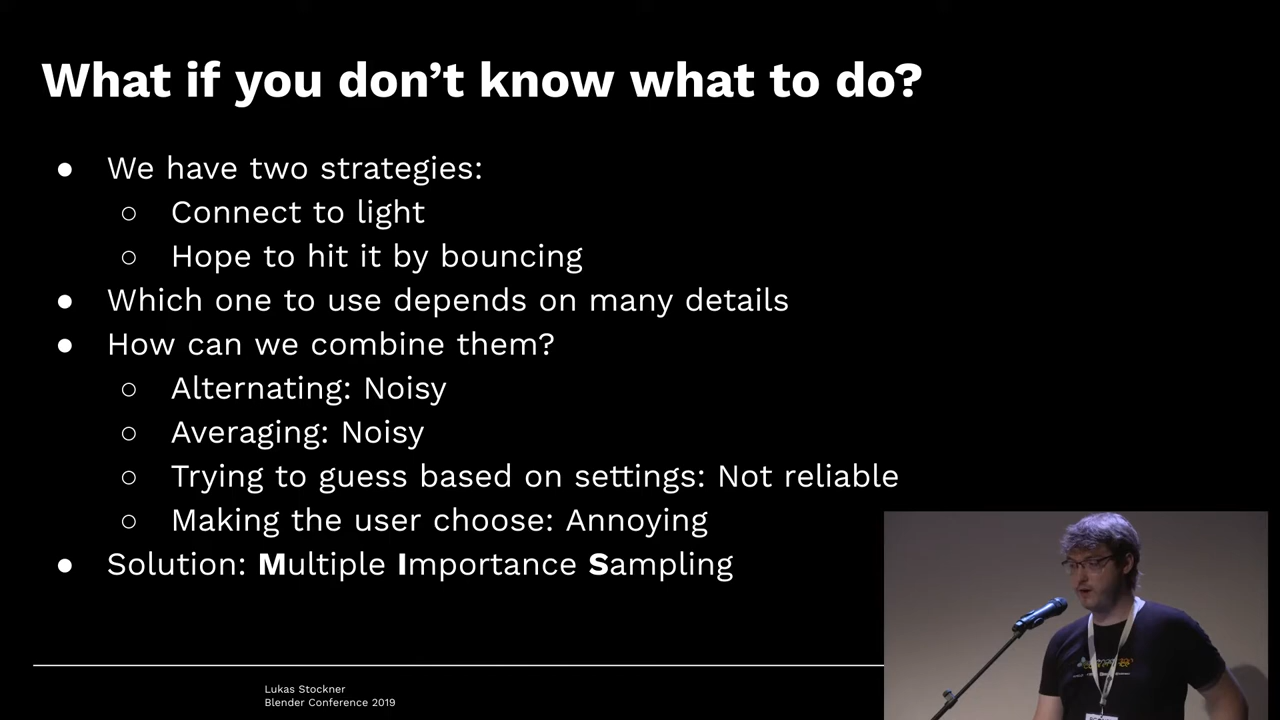 What if you don’t know what to do?
● We have two strategies:
○ Connect to light
○ Hope to hit it by bouncing
● Which one to use depends on many details
● How can we combine them?
○ Alternating: Noisy
○ Averaging: Noisy
○ Trying to guess based on settings: Not reliable
○ Making the user choose: Annoying
● Solution: Multiple Importance Sampling
Lukas Stockner
Blender Conference 2019